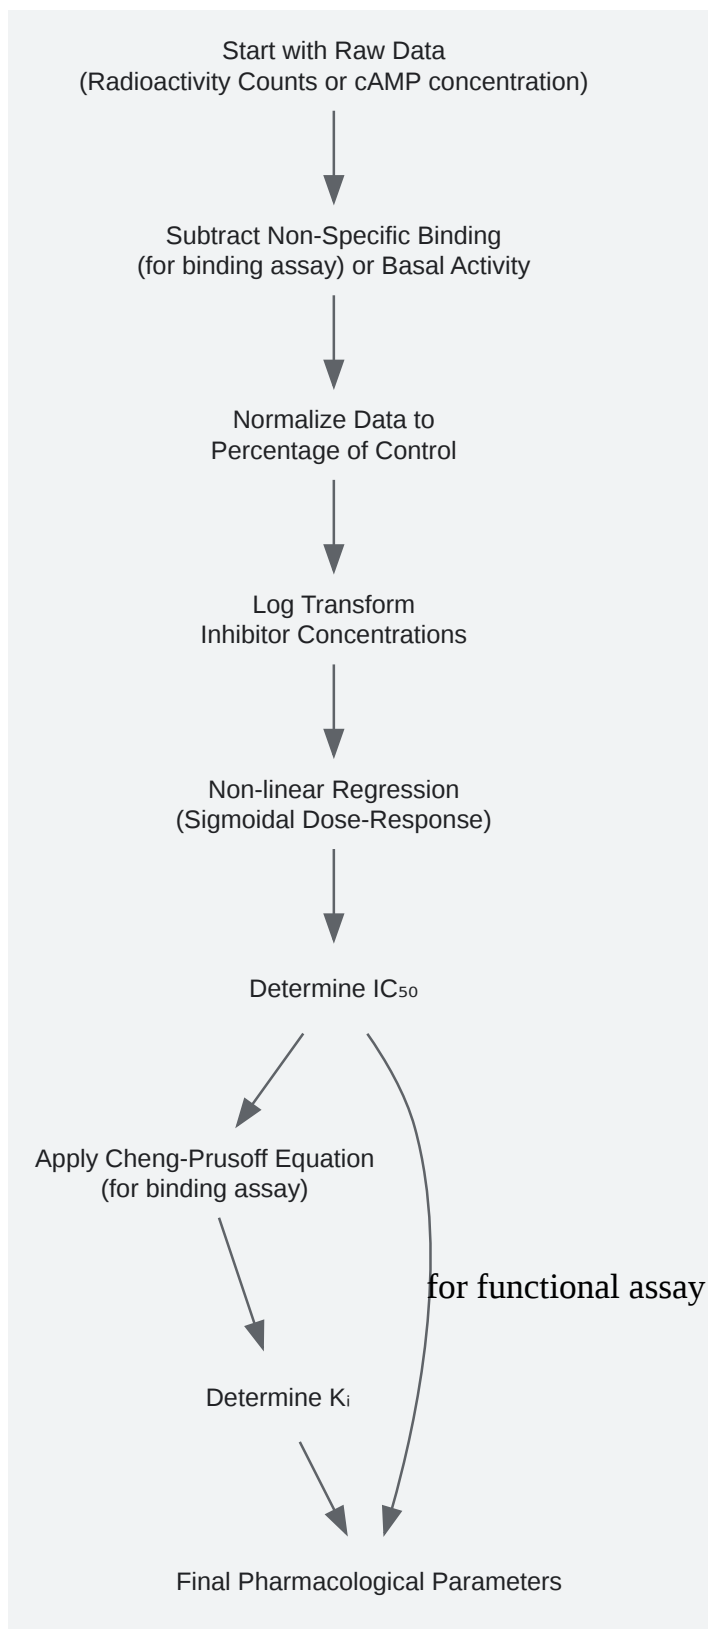 Start with Raw Data
(Radioactivity Counts or cAMP concentration)
Subtract Non-Specific Binding
(for binding assay) or Basal Activity
Normalize Data to
Percentage of Control
Log Transform
Inhibitor Concentrations
Non-linear Regression
(Sigmoidal Dose-Response)
Determine IC₅₀
Apply Cheng-Prusoff Equation
(for binding assay)
for functional assay
Determine Kᵢ
Final Pharmacological Parameters